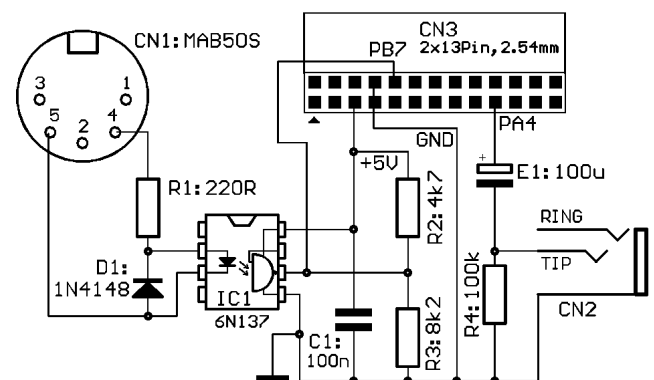 CN1:MAB50S
CN3
2x13Pin,2.54mm
PB7
3
1
5
4
2
GND
PA4
+5V
+
E1:100u
R1:220R
R2:4k7
RING
TIP
D1:
1N4148
IC1
6N137
C1:
100n
R3:8k2
R4:100k
CN2